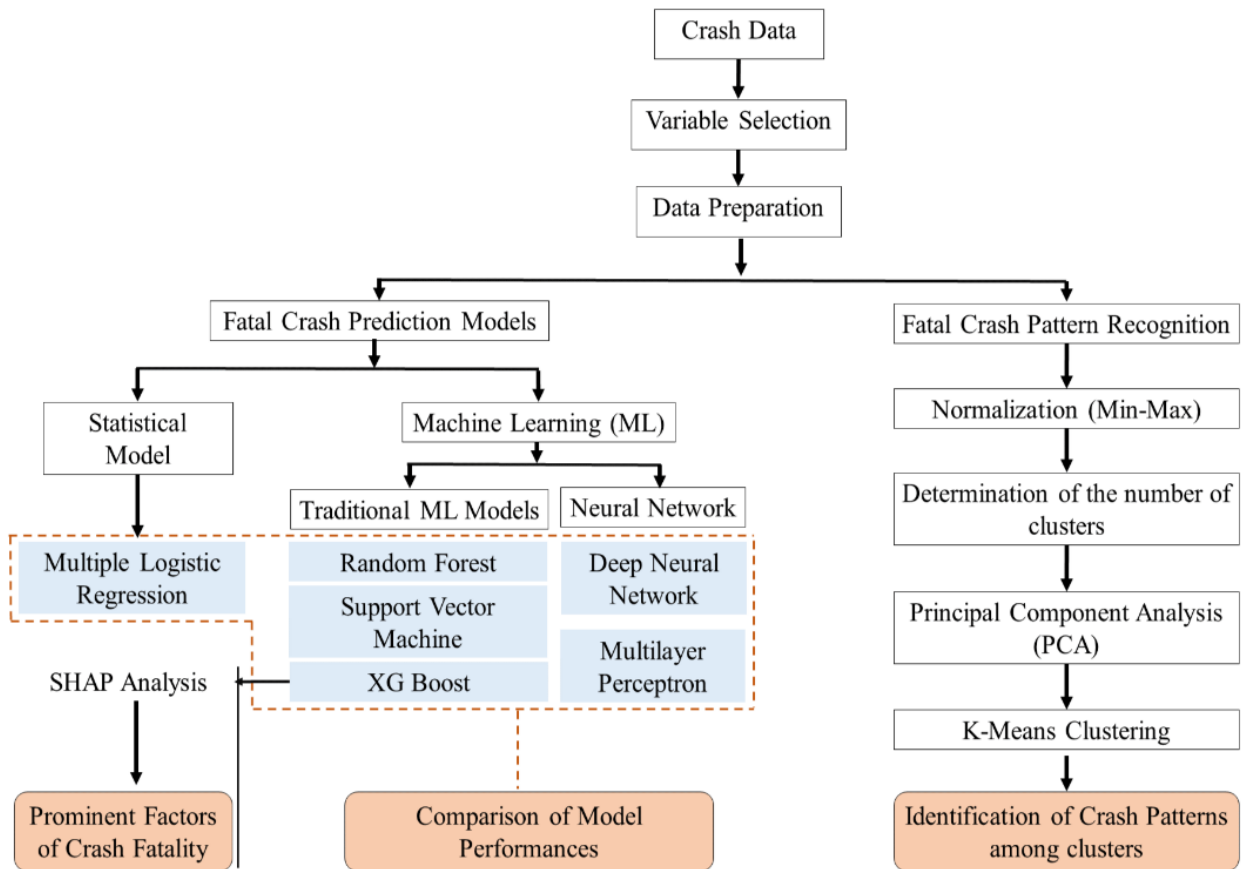 Crash Data
Variable Selection
Data Preparation
Fatal Crash Prediction Models
Fatal Crash Pattern Recognition
Statistical
Model
Machine Learning (ML)
Normalization (Min-Max)
Traditional ML Models
Neural Network
Determination of the number of
clusters
Multiple Logistic
Regression
Random Forest
Support Vector
Machine
XG Boost
Deep Neural
Network
Multilayer
Perceptron
Principal Component Analysis
(PCA)
SHAP Analysis
K-Means Clustering
Prominent Factors
of Crash Fatality
Comparison of Model
Performances
Identification of Crash Patterns
among clusters